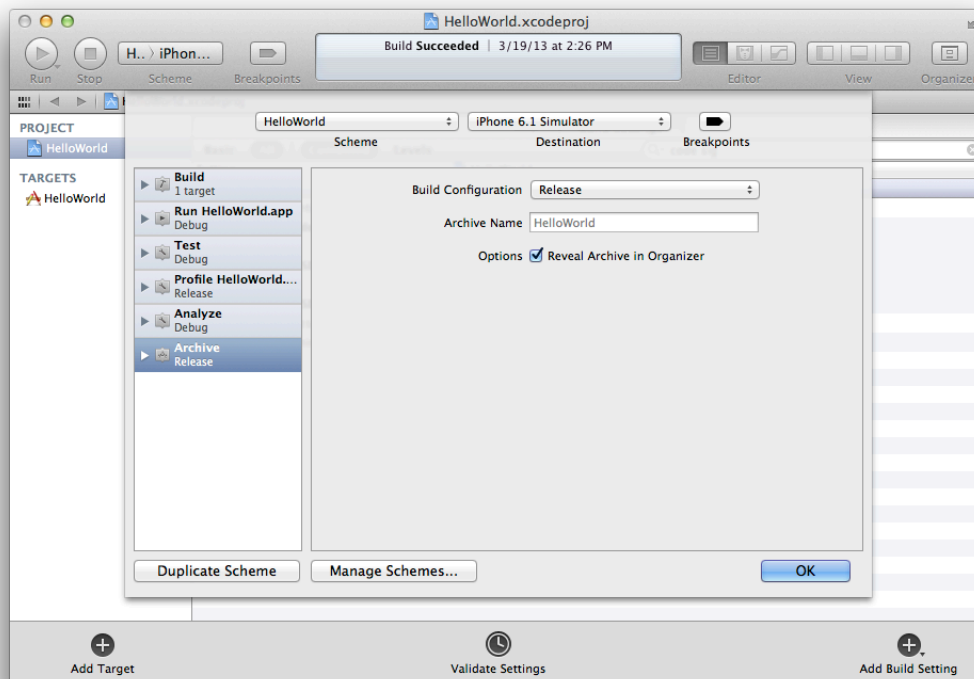 HelloWorld.xcodeproj
H.. › iPhon...
Build Succeeded | 3/19/13 at 2:26 PM
Run Stop Scheme Breakpoints Editor View Organizer
PROJECT
HelloWorld
TARGETS
HelloWorld
HelloWorld
iPhone 6.1 Simulator
Scheme Destination Breakpoints
Build
1 target
Run HelloWorld.app
Debug
Test
Debug
Profile HelloWorld....
Release
Analyze
Debug
Archive
Release
Build Configuration Release
Archive Name HelloWorld
Options Reveal Archive in Organizer
Duplicate Scheme Manage Schemes... OK
Add Target Validate Settings Add Build Setting